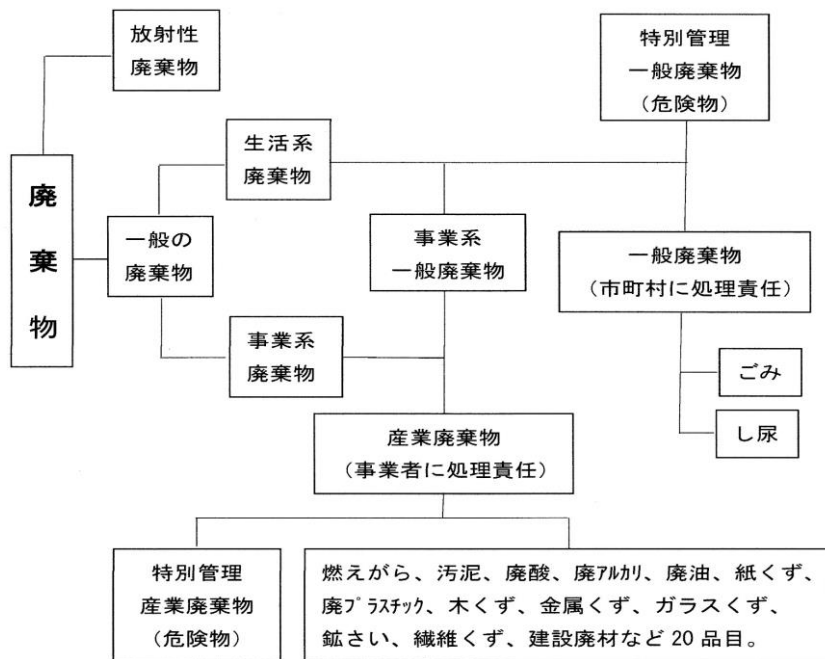 放射性
廃棄物
特別管理
一般廃棄物
(危険物)
生活系
廃棄物
廃棄物
一般の
廃棄物
事業系
一般廃棄物
一般廃棄物
(市町村に処理責任)
事業系
廃棄物
ごみ
し尿
産業廃棄物
(事業者に処理責任)
特別管理
産業廃棄物
(危険物)
燃えがら、汚泥、廃酸、廃ｱﾙｶﾘ、廃油、紙くず、
廃ﾌﾟﾗｽﾁｯｸ、木くず、金属くず、ガラスくず、
鉱さい、繊維くず、建設廃材など 20 品目。